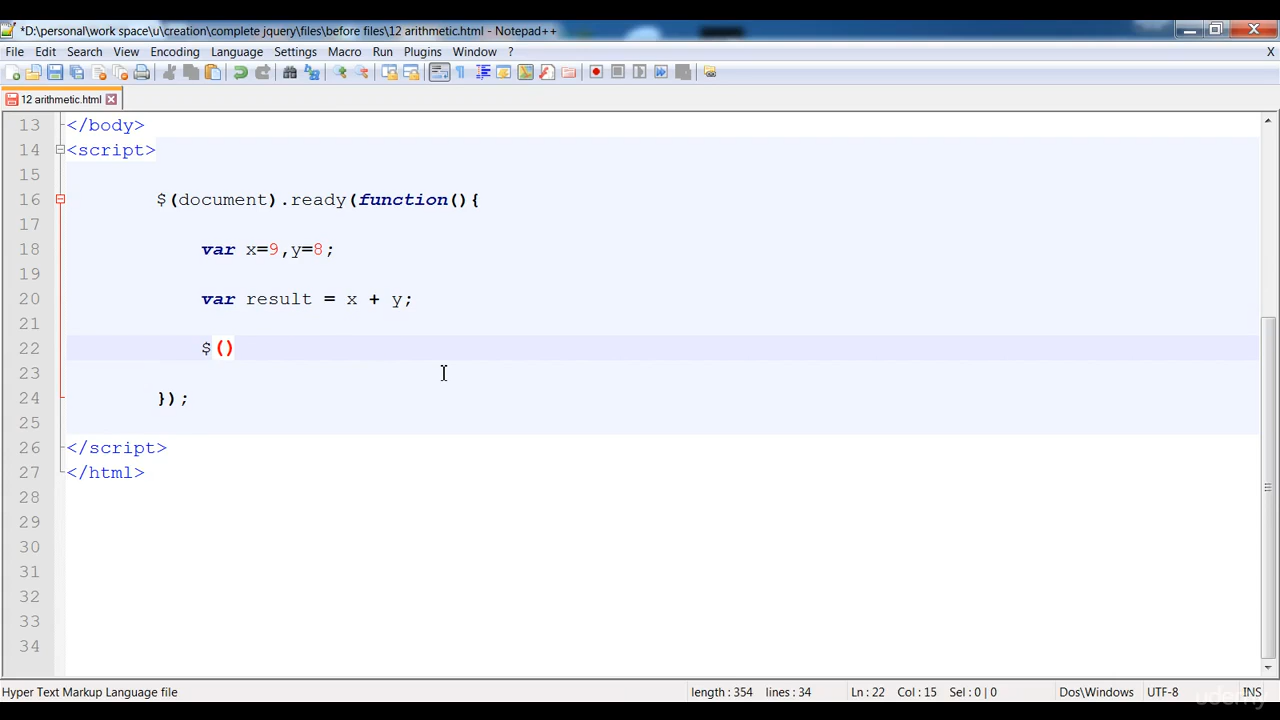 *D:\personal\work space\u\creation\complete jquery\files\before files\12 arithmetic.html - Notepad++
File Edit Search View Encoding Language Settings Macro Run Plugins Window ? X
12 arithmetic.html
13 </body>
14 <script>
15
16 $(document).ready(function(){
17
18 var x=9,y=8;
19
20 var result = x + y;
21
22 $()
23
24 });
25
26 </script>
27 </html>
28
29
30
31
32
33
34
Hyper Text Markup Language file length : 354 lines : 34 Ln : 22 Col : 15 Sel : 0 | 0 Dos\Windows UTF-8 INS
udemy